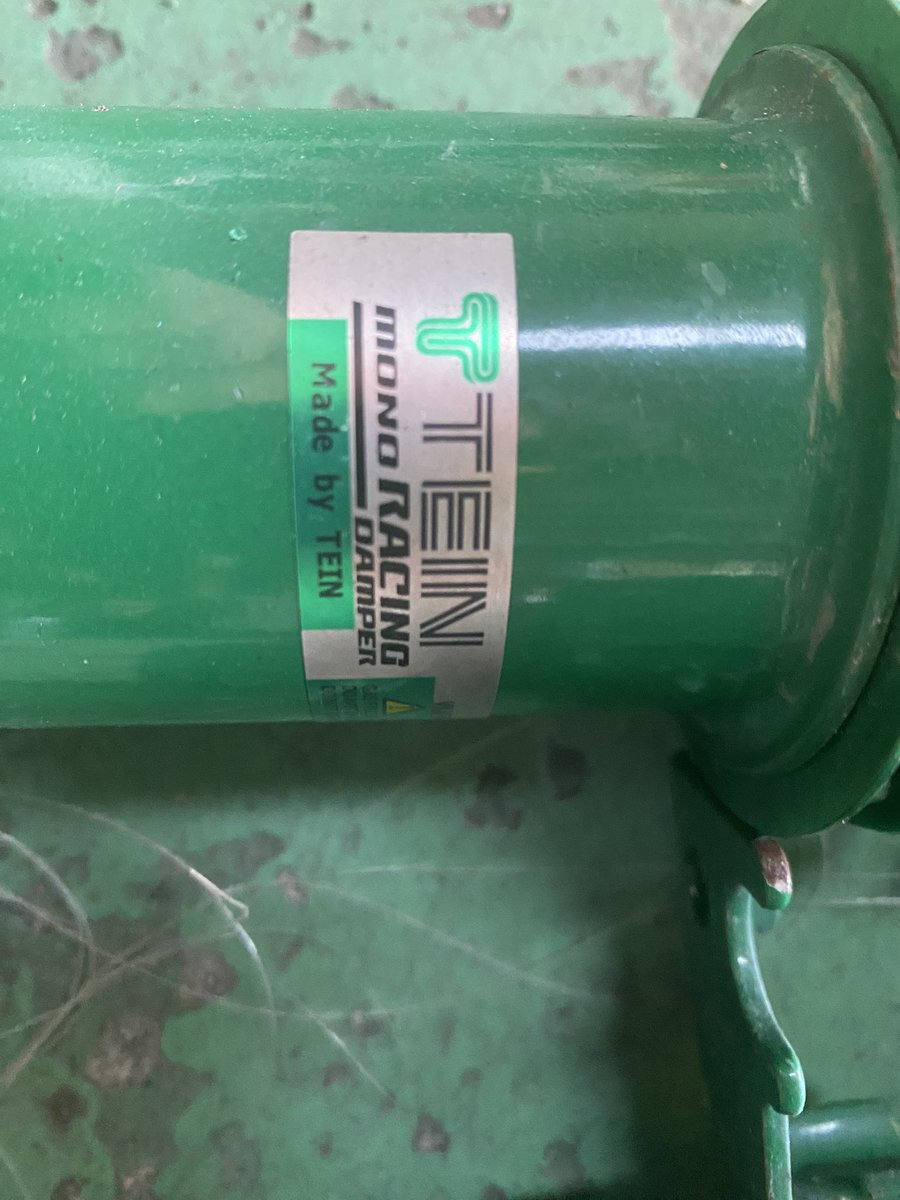 TEIN
mono RACING
DAMPER
Made by TEIN